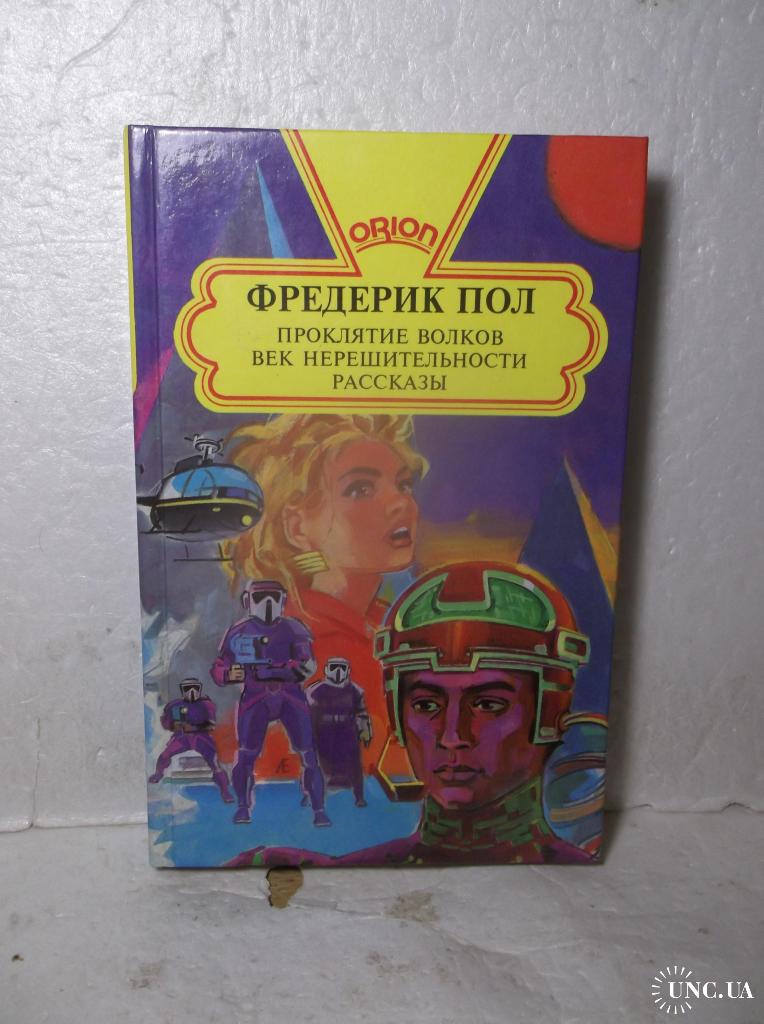 ORION
ФРЕДЕРИК ПОЛ
ПРОКЛЯТИЕ ВОЛКОВ
ВЕК НЕРЕШИТЕЛЬНОСТИ
РАССКАЗЫ
Æ
UNC.UA